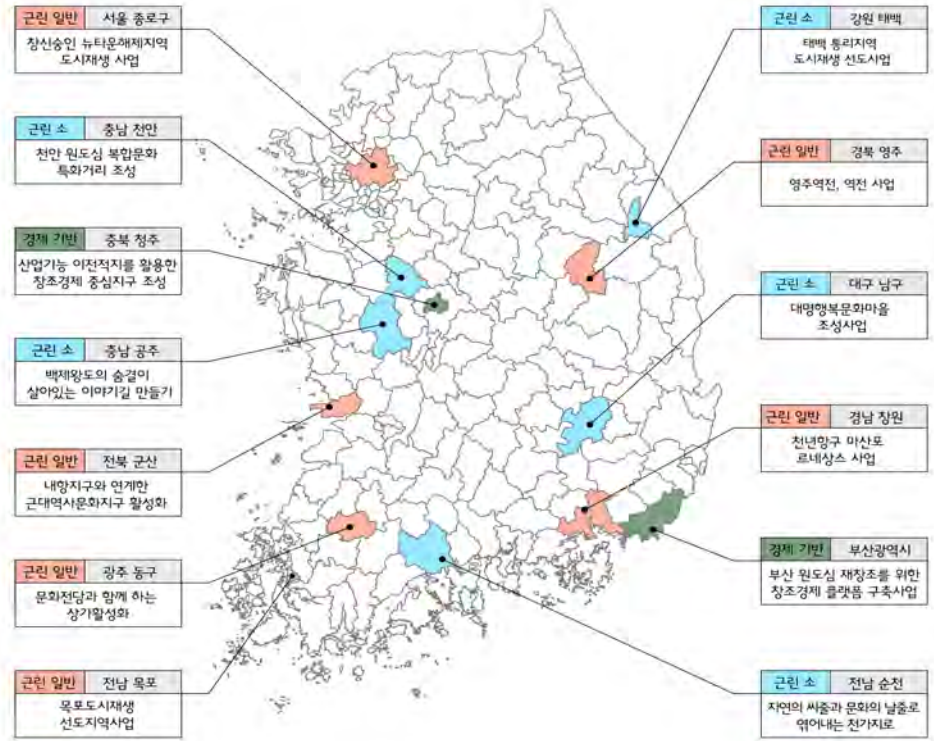 근린 일반 서울 종로구
창신숭인 뉴타운해제지역
도시재생 사업
근린 소 충남 천안
천안 원도심 복합문화
특화거리 조성
경제 기반 충북 청주
산업기능 이전적지를 활용한
창조경제 중심지구 조성
근린 소 충남 공주
백제왕도의 숨결이
살아있는 이야기길 만들기
근린 일반 전북 군산
내항지구와 연계한
근대역사문화지구 활성화
근린 일반 광주 동구
문화전당과 함께 하는
상가활성화
근린 일반 전남 목포
목포도시재생
선도지역사업
근린 소 강원 태백
태백 통리지역
도시재생 선도사업
근린 일반 경북 영주
영주역전, 역전 사업
근린 소 대구 남구
대명행복문화마을
조성사업
근린 일반 경남 창원
천년항구 마산포
르네상스 사업
경제 기반 부산광역시
부산 원도심 재창조를 위한
창조경제 플랫폼 구축사업
근린 소 전남 순천
자연의 씨줄과 문화의 날줄로
엮어내는 천가지로